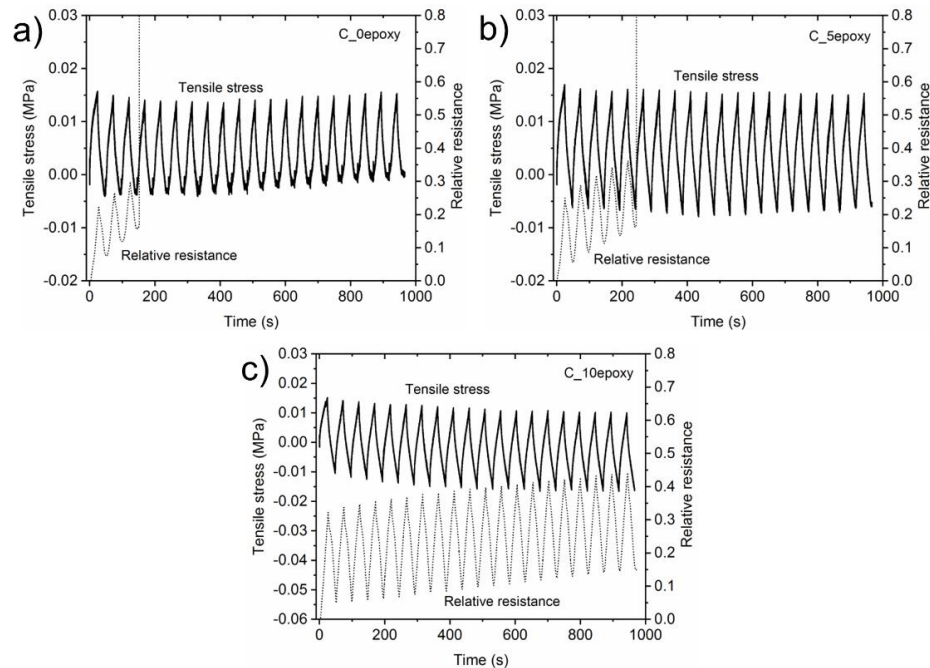 a)
C_0epoxy
Tensile stress
Relative resistance
Tensile stress (MPa)
0.03
0.02
0.01
0.00
-0.01
-0.02
Relative resistance
0.8
0.7
0.6
0.5
0.4
0.3
0.2
0.1
0.0
0 200 400 600 800 1000
Time (s)
b)
C_5epoxy
Tensile stress
Relative resistance
Tensile stress (MPa)
0.03
0.02
0.01
0.00
-0.01
-0.02
Relative resistance
0.8
0.7
0.6
0.5
0.4
0.3
0.2
0.1
0.0
0 200 400 600 800 1000
Time (s)
c)
C_10epoxy
Tensile stress
Relative resistance
Tensile stress (MPa)
0.03
0.02
0.01
0.00
-0.01
-0.02
-0.03
-0.04
-0.05
-0.06
Relative resistance
0.8
0.7
0.6
0.5
0.4
0.3
0.2
0.1
0.0
0 200 400 600 800 1000
Time (s)